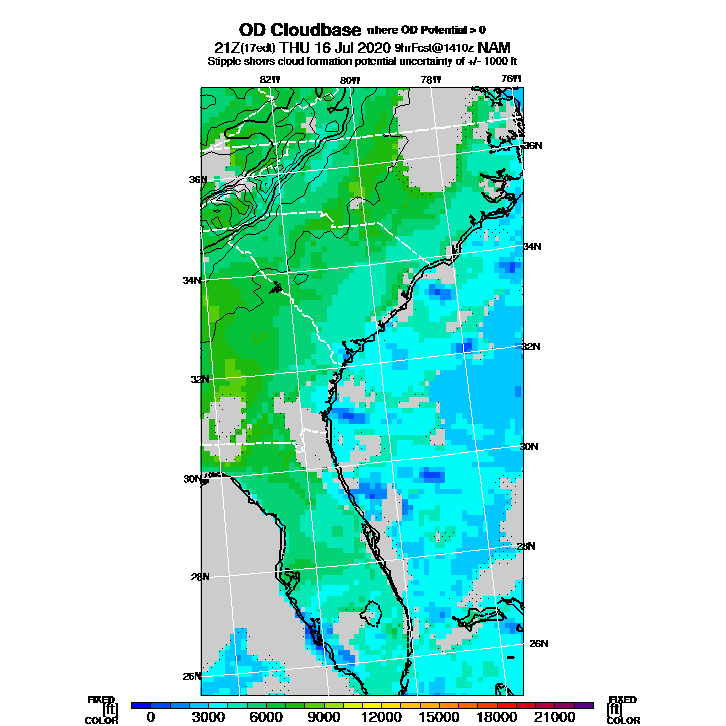 OD Cloudbase where OD Potential > 0
21Z(17edt) THU 16 Jul 2020 9hrFcst@1410z NAM
Stipple shows cloud formation potential uncertainty of +/- 1000 ft
82W 80W 78W 76W
36N 36N
34N 34N
32N 32N
30N 30N
28N 28N
26N 26N
FIXED FIXED
[ft] [ft]
COLOR COLOR
0 3000 6000 9000 12000 15000 18000 21000